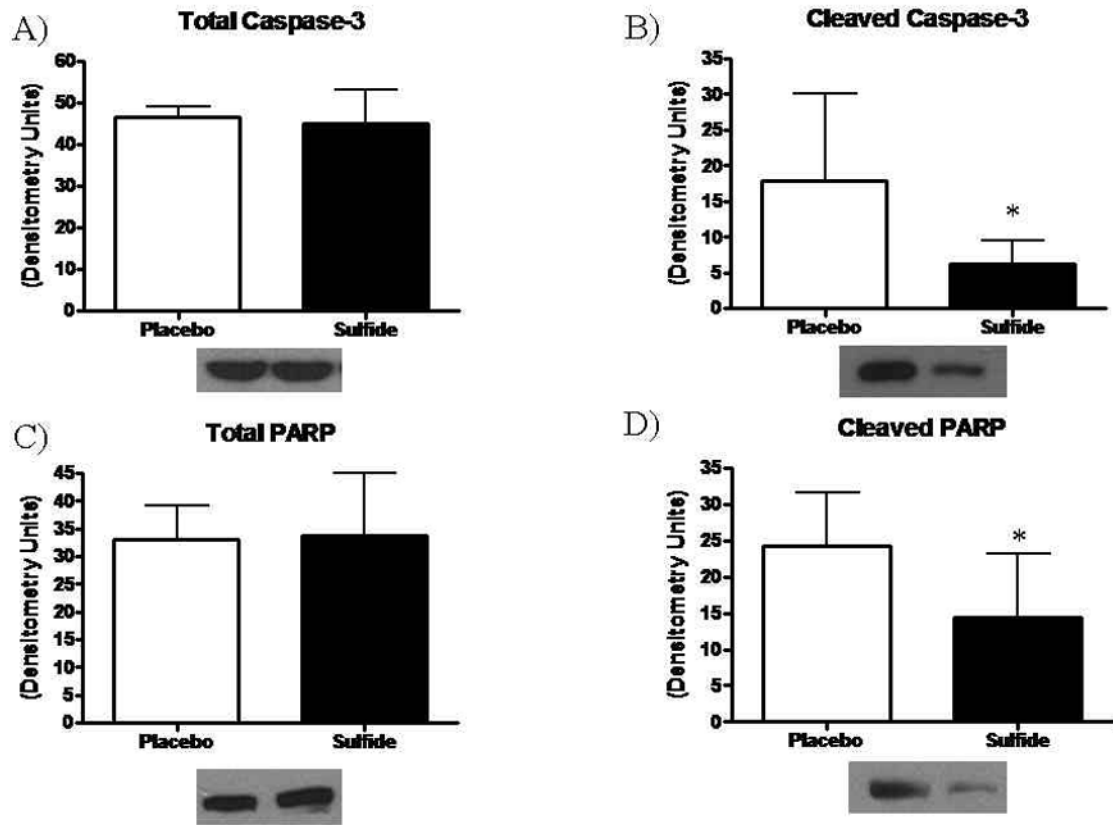 A)
Total Caspase-3
(Densitometry Units)
60
50
40
30
20
10
0
Placebo
Sulfide
B)
Cleaved Caspase-3
(Densitometry Units)
35
30
25
20
15
10
5
0
*
Placebo
Sulfide
C)
Total PARP
(Densitometry Units)
45
40
35
30
25
20
15
10
5
0
Placebo
Sulfide
D)
Cleaved PARP
(Densitometry Units)
35
30
25
20
15
10
5
0
*
Placebo
Sulfide